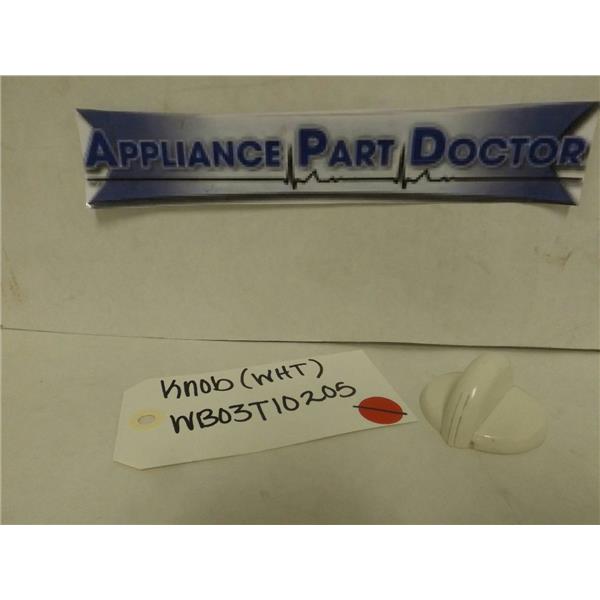 APPLIANCE PART DOCTOR
Knob (WHT)
WB03T10205